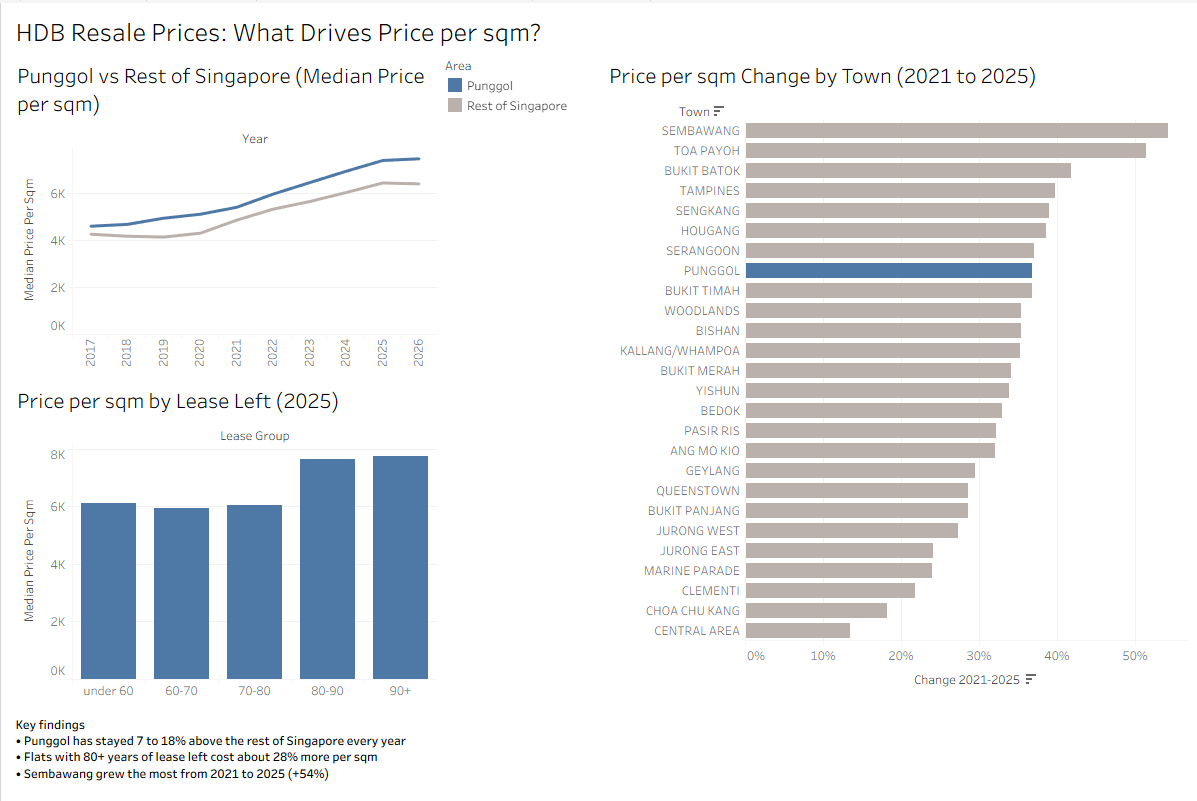 HDB Resale Prices: What Drives Price per sqm?
Punggol vs Rest of Singapore (Median Price
per sqm)
Area
Punggol
Rest of Singapore
Year
Median Price Per Sqm
6K
4K
2K
0K
2017
2018
2019
2020
2021
2022
2023
2024
2025
2026
Price per sqm by Lease Left (2025)
Lease Group
Median Price Per Sqm
8K
6K
4K
2K
0K
under 60
60-70
70-80
80-90
90+
Price per sqm Change by Town (2021 to 2025)
Town
SEMBAWANG
TOA PAYOH
BUKIT BATOK
TAMPINES
SENGKANG
HOUGANG
SERANGOON
PUNGGOL
BUKIT TIMAH
WOODLANDS
BISHAN
KALLANG/WHAMPOA
BUKIT MERAH
YISHUN
BEDOK
PASIR RIS
ANG MO KIO
GEYLANG
QUEENSTOWN
BUKIT PANJANG
JURONG WEST
JURONG EAST
MARINE PARADE
CLEMENTI
CHOA CHU KANG
CENTRAL AREA
0%
10%
20%
30%
40%
50%
Change 2021-2025
Key findings
• Punggol has stayed 7 to 18% above the rest of Singapore every year
• Flats with 80+ years of lease left cost about 28% more per sqm
• Sembawang grew the most from 2021 to 2025 (+54%)